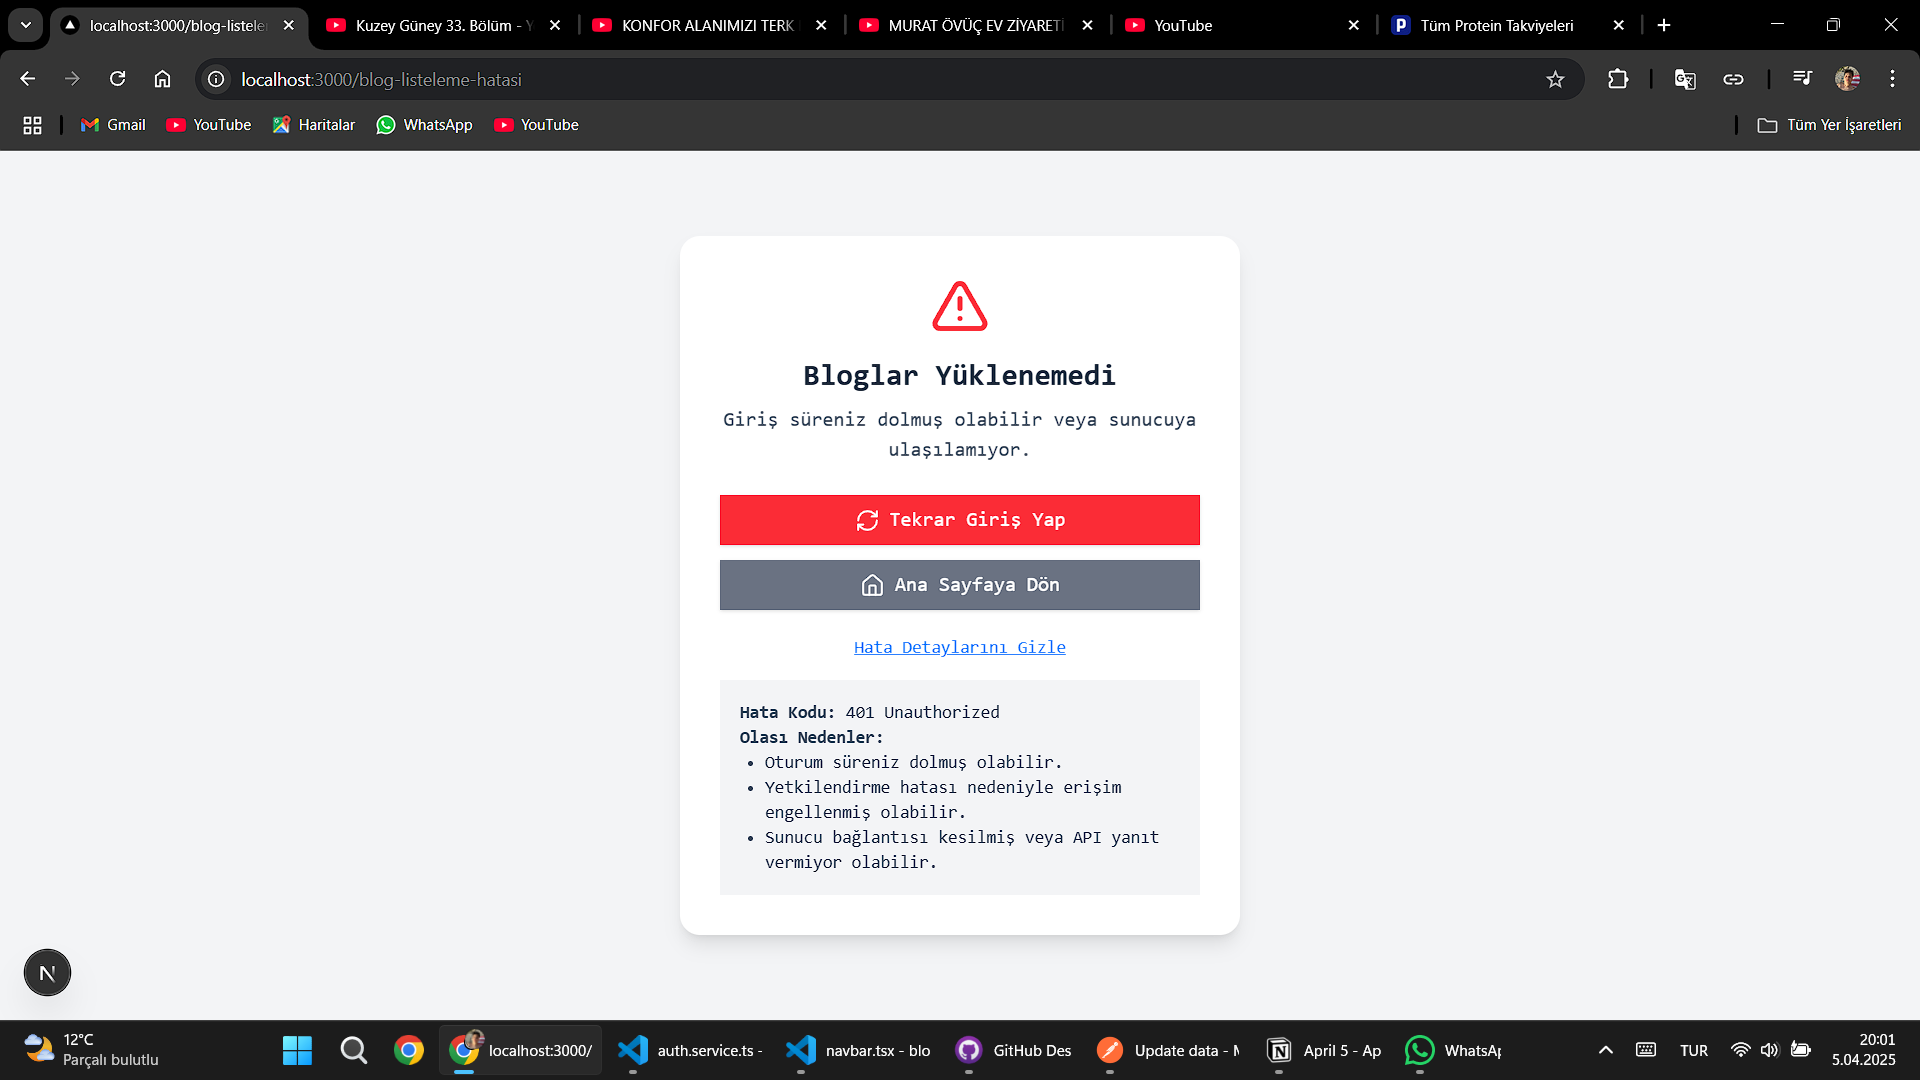 localhost:3000/blog-listele
Kuzey Güney 33. Bölüm - Y
KONFOR ALANIMIZI TERK
MURAT ÖVÜÇ EV ZİYARETİ
YouTube
P
Tüm Protein Takviyeleri
localhost:3000/blog-listeleme-hatasi
Gmail
YouTube
Haritalar
WhatsApp
YouTube
Tüm Yer İşaretleri
Bloglar Yüklenemedi
Giriş süreniz dolmuş olabilir veya sunucuya
ulaşılamıyor.
Tekrar Giriş Yap
Ana Sayfaya Dön
Hata Detaylarını Gizle
Hata Kodu: 401 Unauthorized
Olası Nedenler:
• Oturum süreniz dolmuş olabilir.
• Yetkilendirme hatası nedeniyle erişim
engellenmiş olabilir.
• Sunucu bağlantısı kesilmiş veya API yanıt
vermiyor olabilir.
N
12°C
Parçalı bulutlu
localhost:3000/
auth.service.ts -
navbar.tsx - blo
GitHub Des
Update data - M
April 5 - Ap
WhatsAp
TUR
20:01
5.04.2025